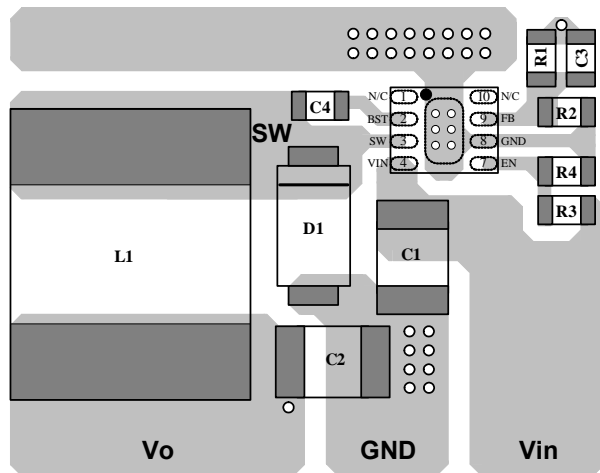 R1
C3
N/C 1 10 N/C
C4
BST 2 9 FB
R2
SW
SW 3 8 GND
VIN 4 7 EN
R4
R3
D1
L1
C1
C2
Vo
GND
Vin